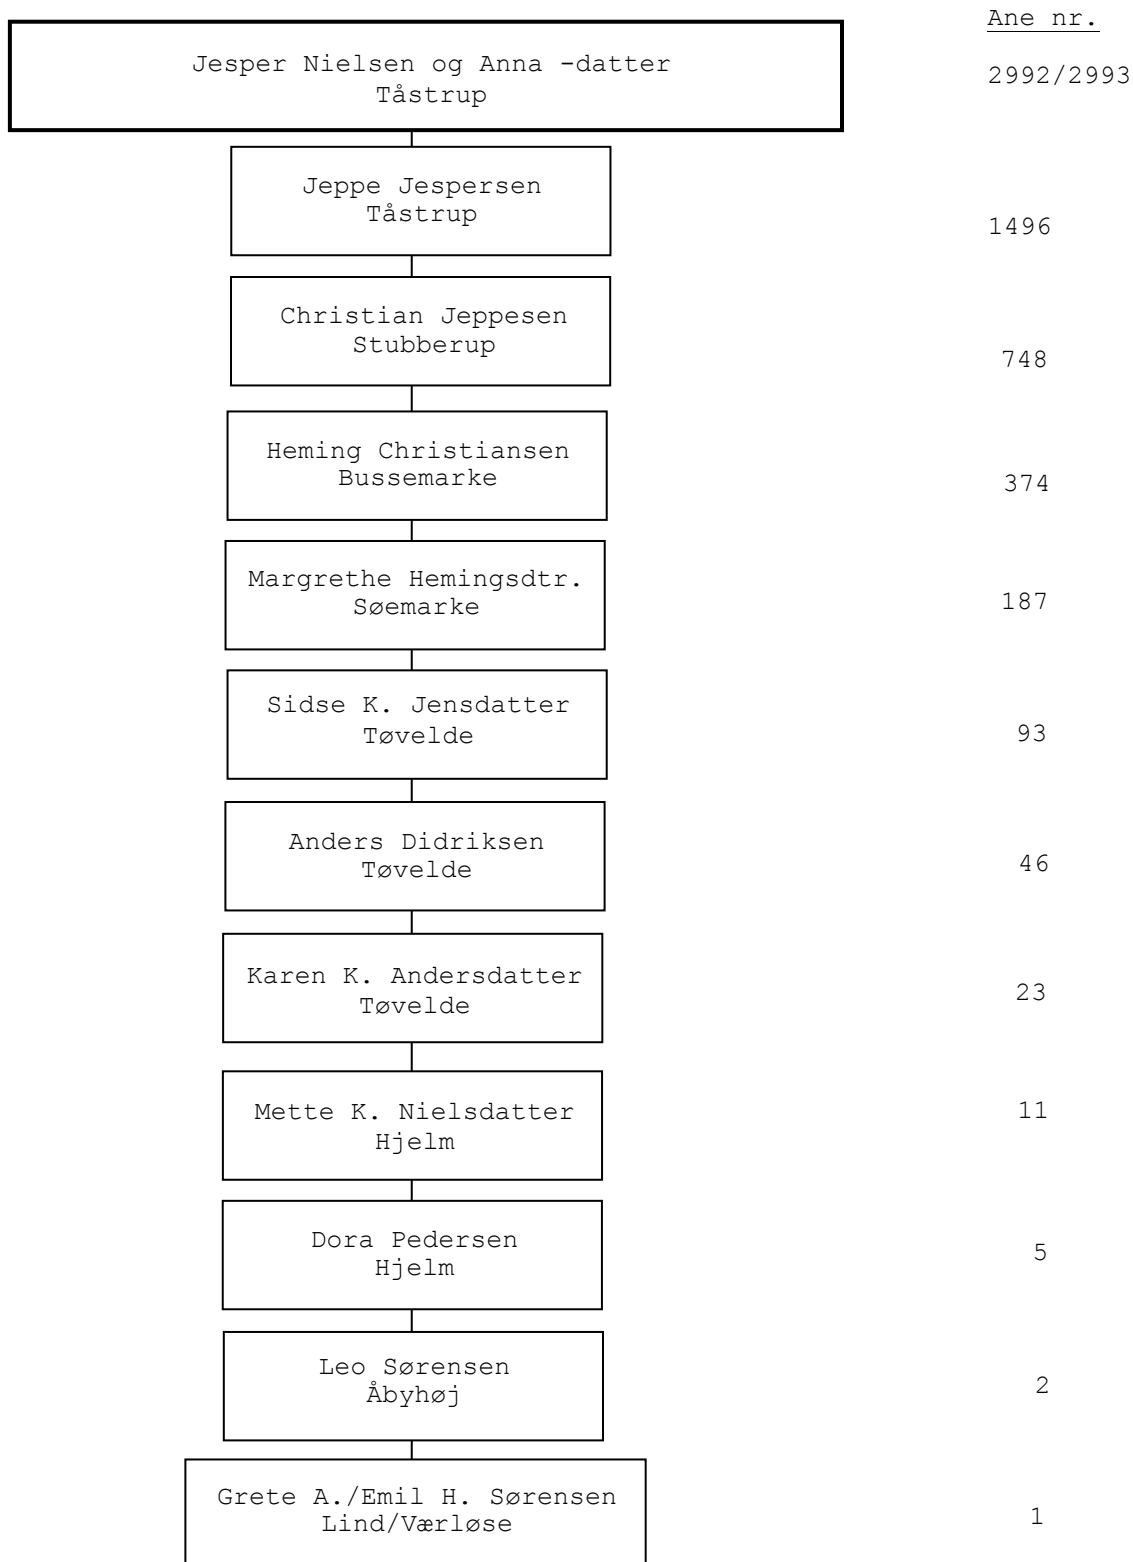 Ane nr.
Jesper Nielsen og Anna -datter
Tåstrup
2992/2993
Jeppe Jespersen
Tåstrup
1496
Christian Jeppesen
Stubberup
748
Heming Christiansen
Bussemarke
374
Margrethe Hemingsdtr.
Søemarke
187
Sidse K. Jensdatter
Tøvelde
93
Anders Didriksen
Tøvelde
46
Karen K. Andersdatter
Tøvelde
23
Mette K. Nielsdatter
Hjelm
11
Dora Pedersen
Hjelm
5
Leo Sørensen
Åbyhøj
2
Grete A./Emil H. Sørensen
Lind/Værløse
1